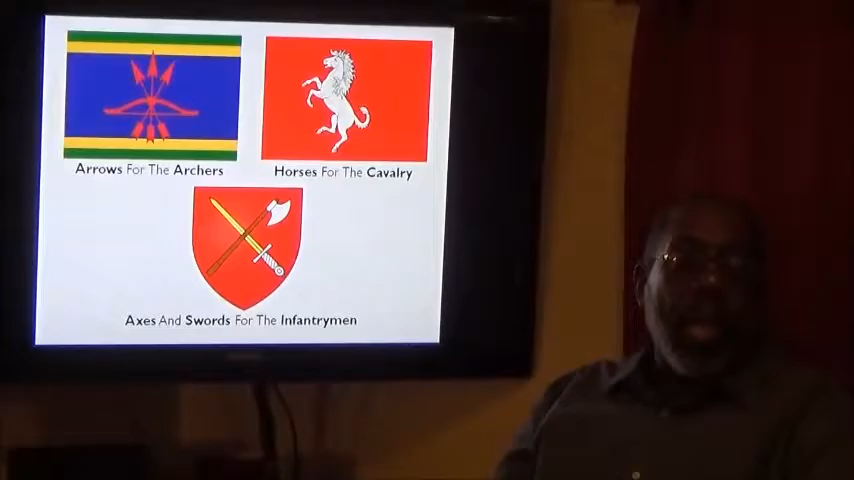 Arrows For The Archers
Horses For The Cavalry
Axes And Swords For The Infantrymen